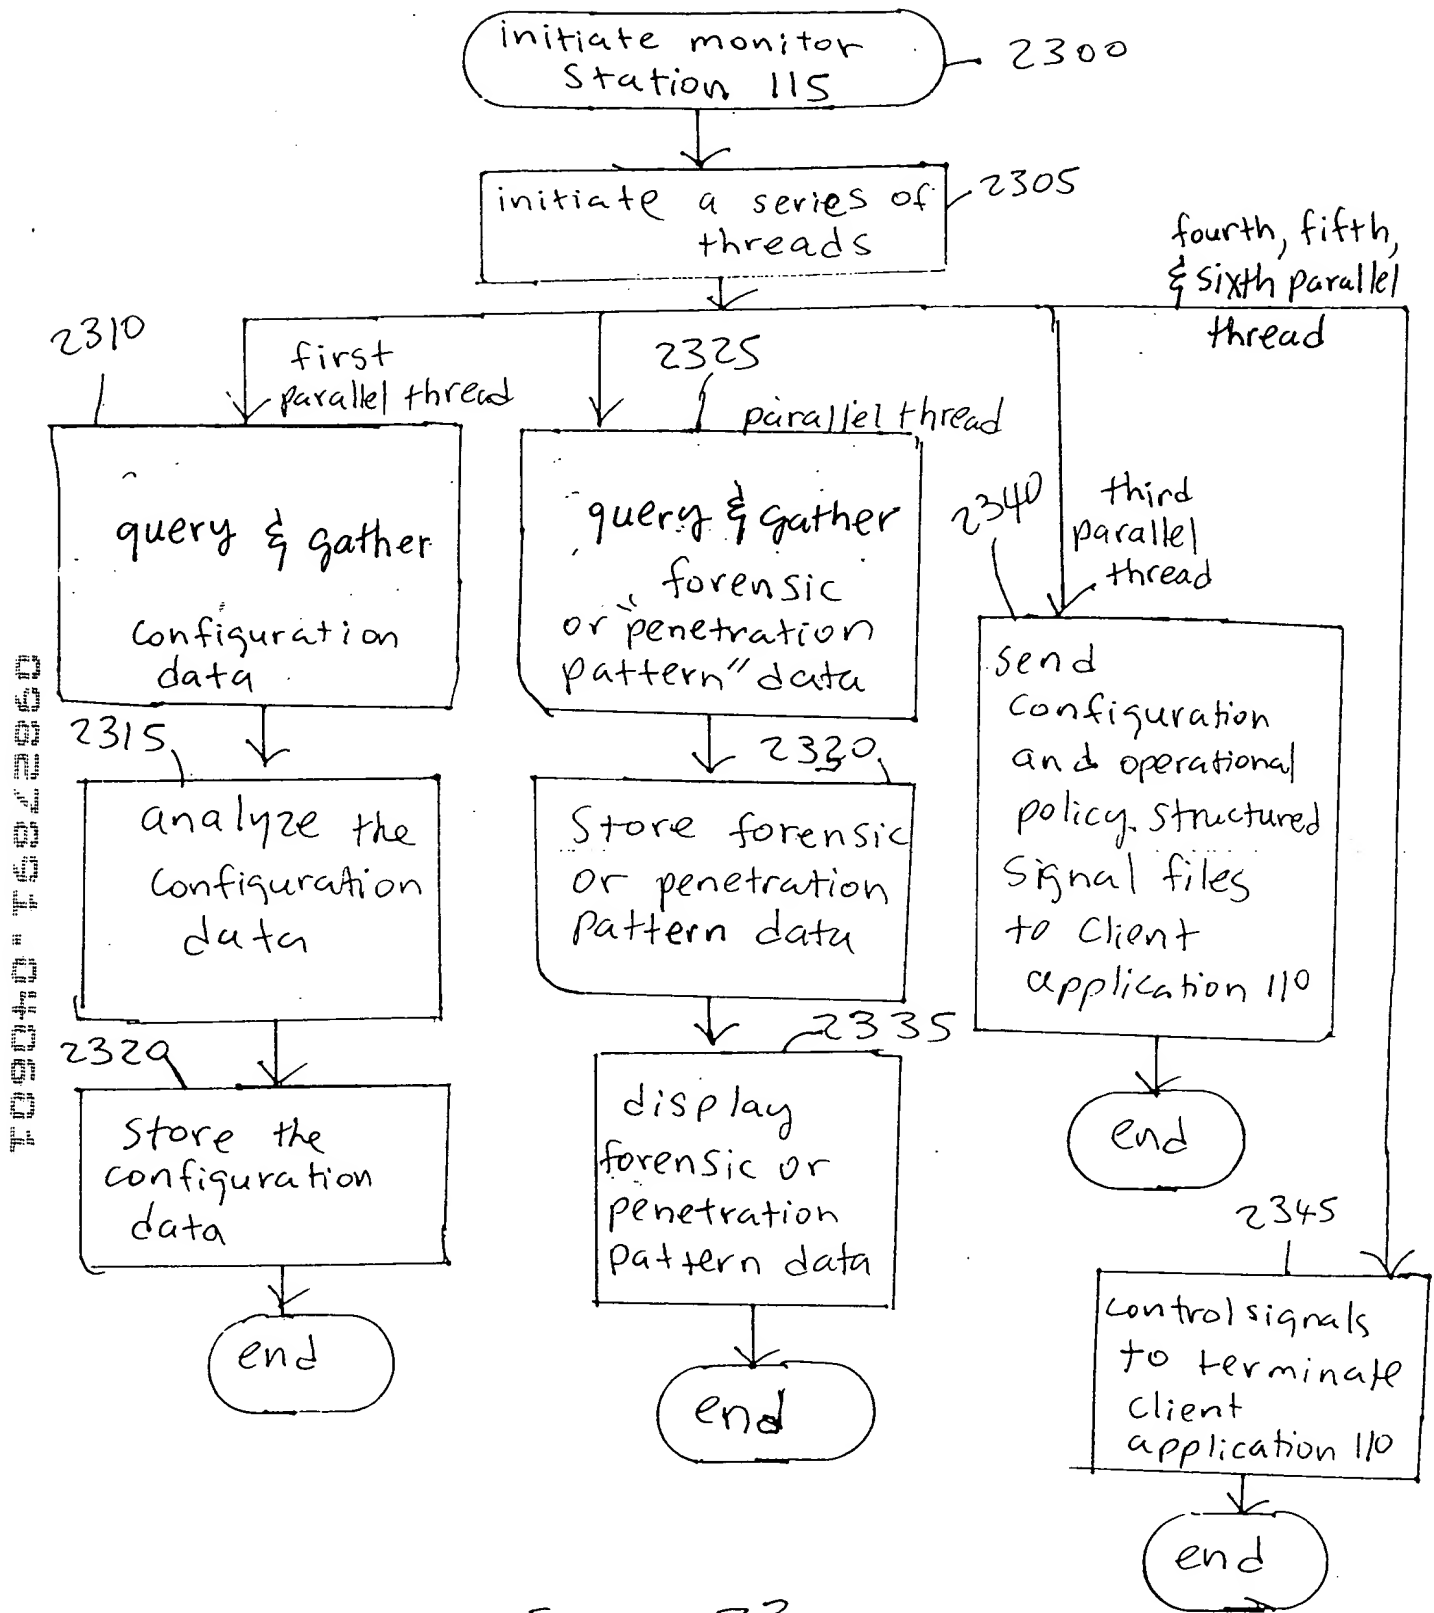 initiate monitor
Station 115
2300
initiate a series of
threads
2305
fourth, fifth,
& sixth parallel
thread
2310
first
parallel thread
2325
parallel thread
2340
third
parallel
thread
query & gather
configuration
data
query & gather
forensic
or "penetration
pattern" data
send
configuration
and operational
policy structured
signal files
to client
application 110
2315
analyze the
configuration
data
2330
Store forensic
or penetration
pattern data
2320
Store the
configuration
data
2335
display
forensic or
penetration
pattern data
end
2345
control signals
to terminate
client
application 110
end
end
end